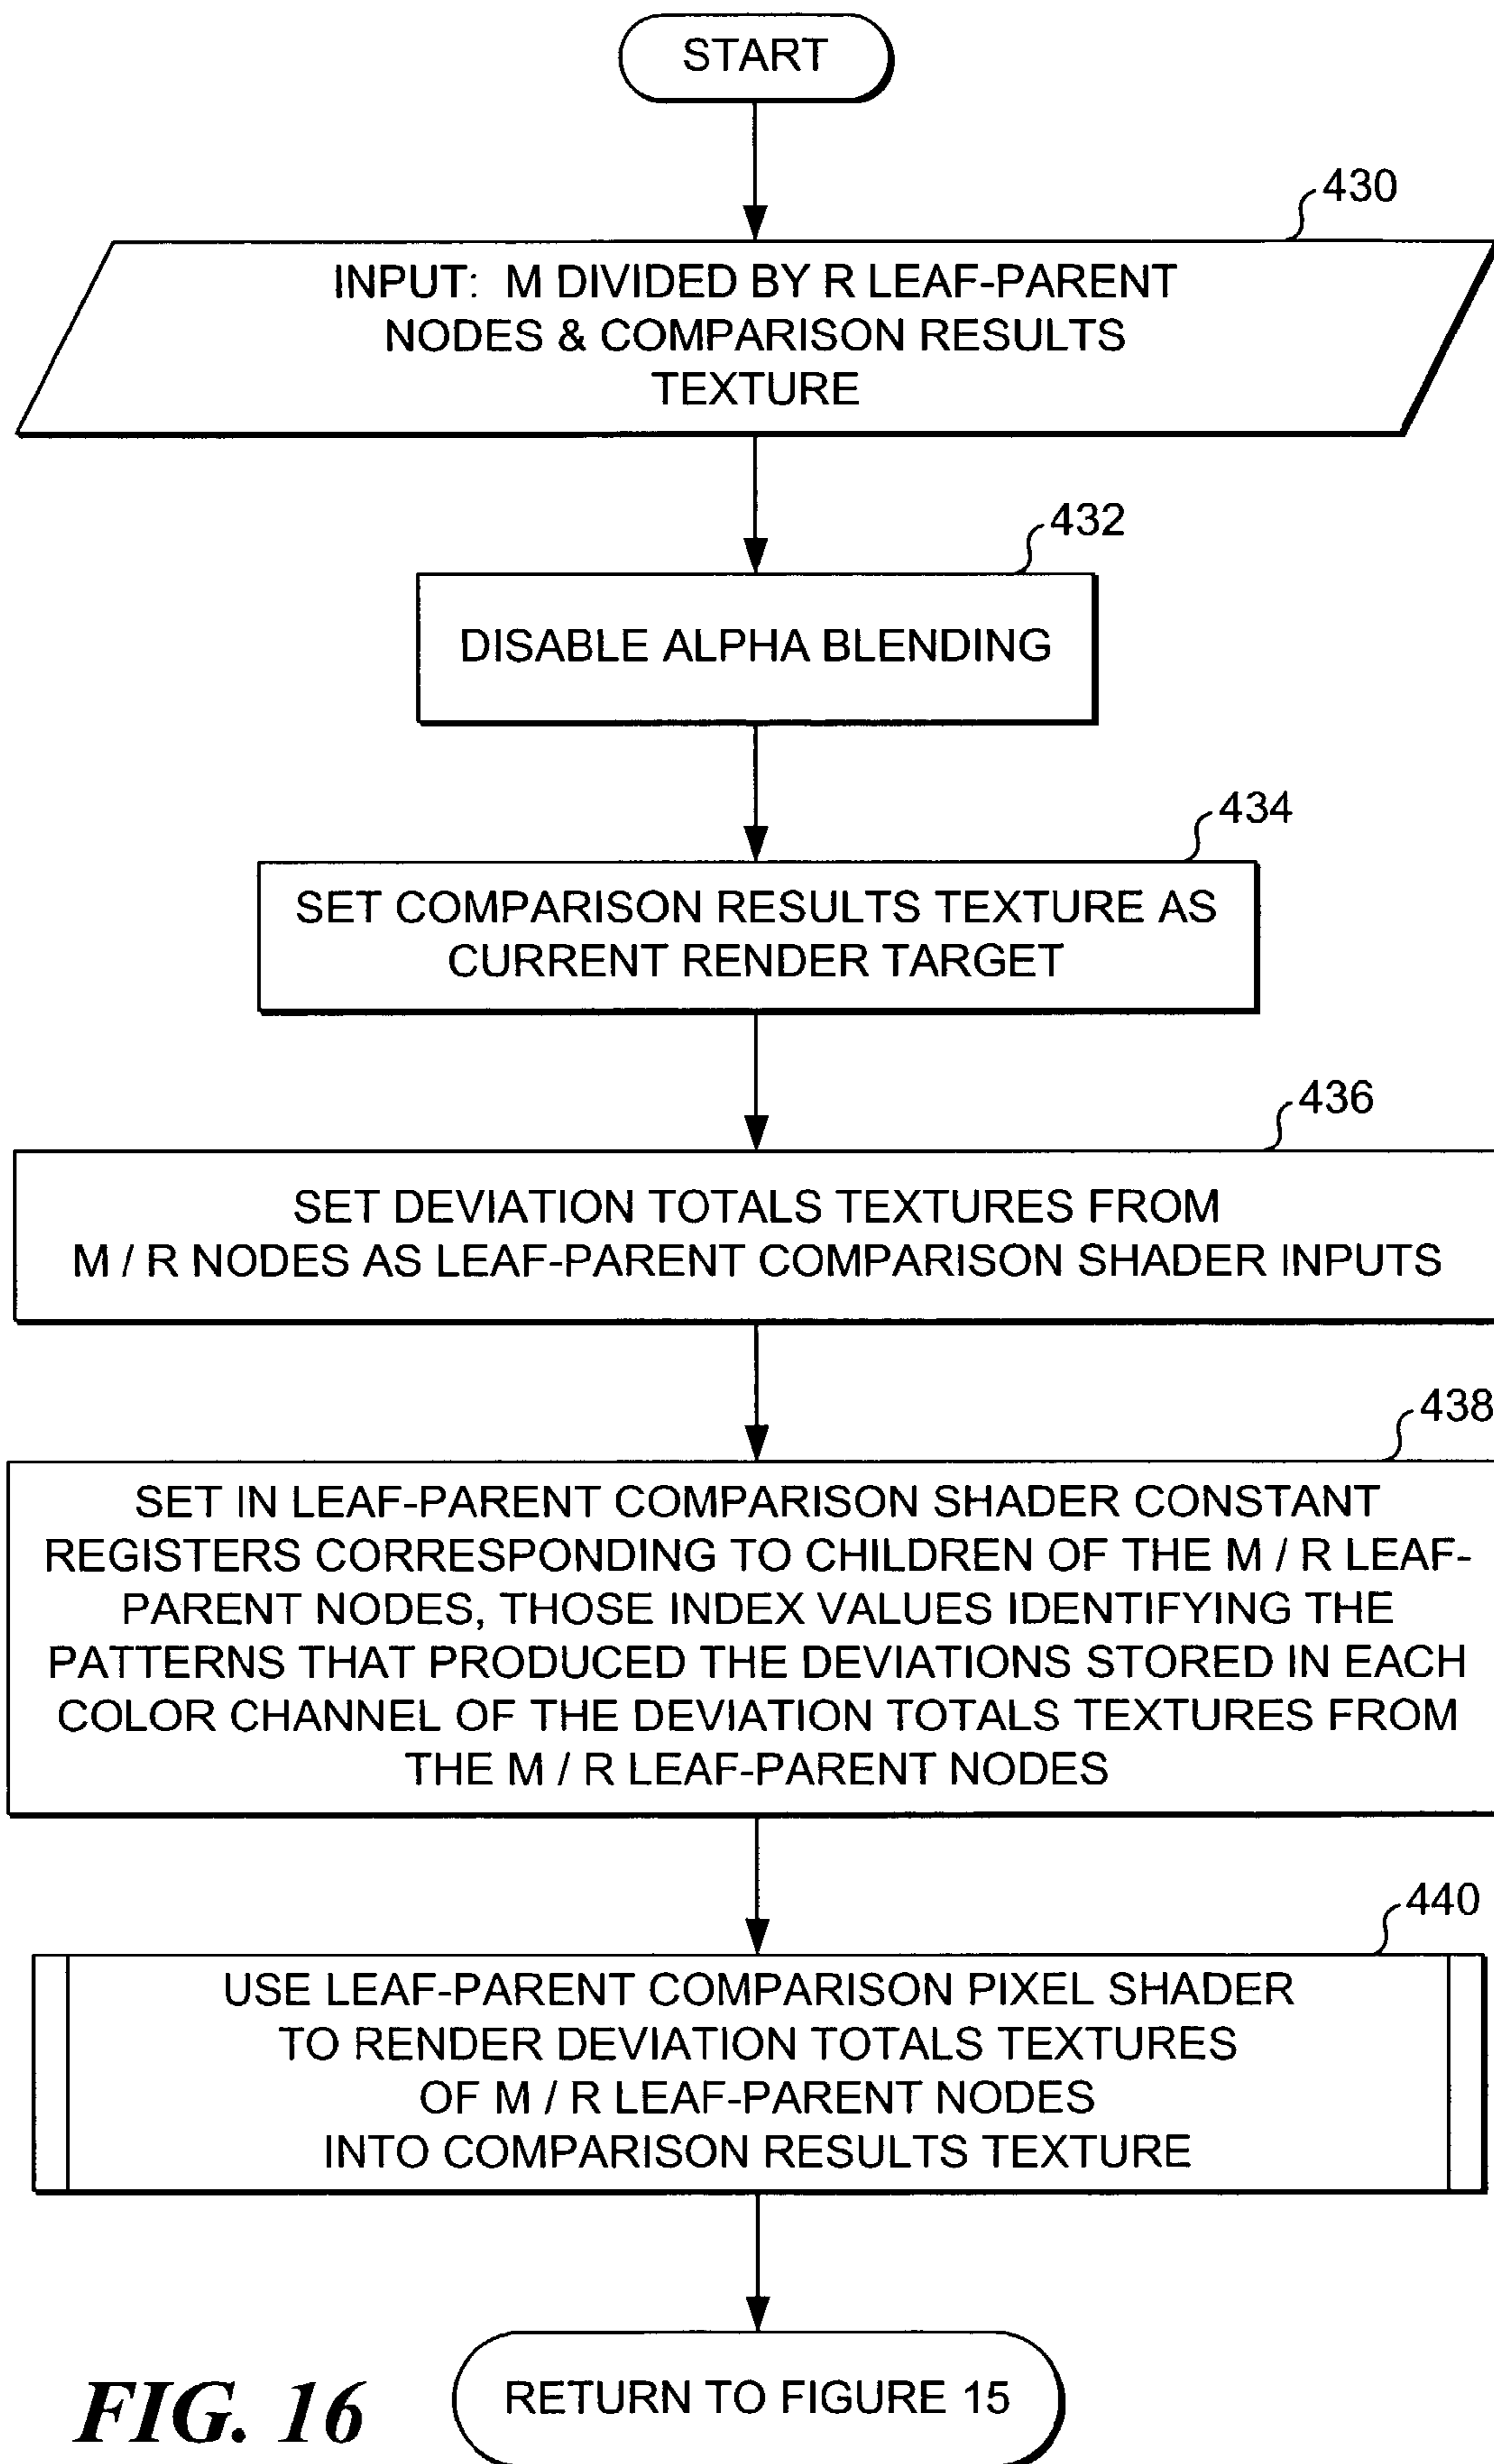 START
430
INPUT: M DIVIDED BY R LEAF-PARENT
NODES & COMPARISON RESULTS
TEXTURE
432
DISABLE ALPHA BLENDING
434
SET COMPARISON RESULTS TEXTURE AS
CURRENT RENDER TARGET
436
SET DEVIATION TOTALS TEXTURES FROM
M / R NODES AS LEAF-PARENT COMPARISON SHADER INPUTS
438
SET IN LEAF-PARENT COMPARISON SHADER CONSTANT
REGISTERS CORRESPONDING TO CHILDREN OF THE M / R LEAF-
PARENT NODES, THOSE INDEX VALUES IDENTIFYING THE
PATTERNS THAT PRODUCED THE DEVIATIONS STORED IN EACH
COLOR CHANNEL OF THE DEVIATION TOTALS TEXTURES FROM
THE M / R LEAF-PARENT NODES
440
USE LEAF-PARENT COMPARISON PIXEL SHADER
TO RENDER DEVIATION TOTALS TEXTURES
OF M / R LEAF-PARENT NODES
INTO COMPARISON RESULTS TEXTURE
RETURN TO FIGURE 15
FIG. 16